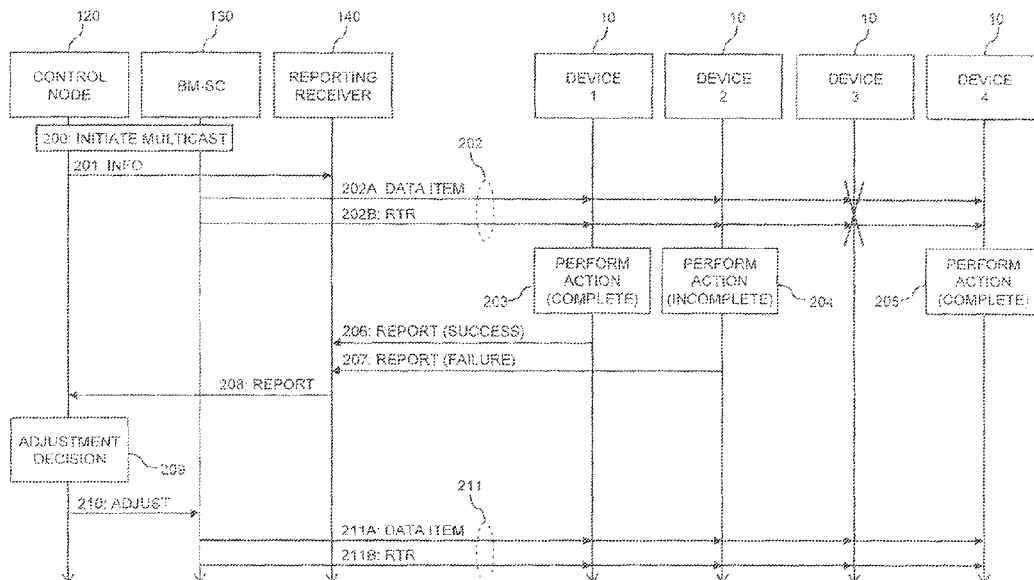 120
130
140
10
10
10
10
CONTROL
NODE
BM-SC
REPORTING
RECEIVER
DEVICE
1
DEVICE
2
DEVICE
3
DEVICE
4
200: INITIATE MULTICAST
201: INFO
202
202A: DATA ITEM
202B: RTR
PERFORM
ACTION
(COMPLETE)
203
PERFORM
ACTION
(INCOMPLETE)
204
205
PERFORM
ACTION
(COMPLETE)
206: REPORT (SUCCESS)
207: REPORT (FAILURE)
208: REPORT
ADJUSTMENT
DECISION
209
210: ADJUST
211
211A: DATA ITEM
211B: RTR